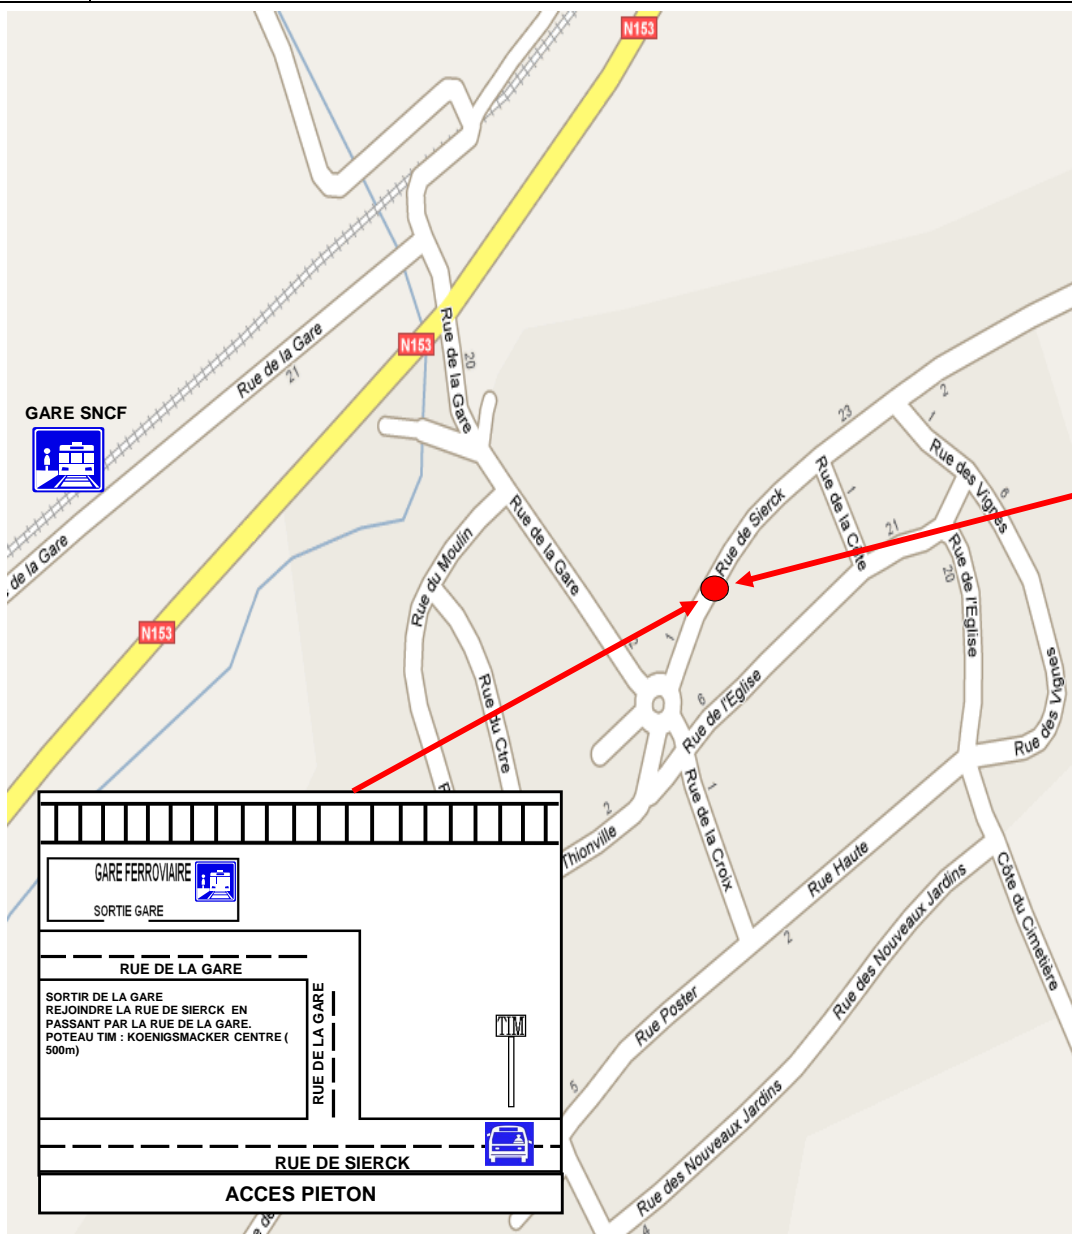 N153
Rue de la Gare
20
N153
Rue de la Gare
21
GARE SNCF
de la Gare
N153
Rue du Moulin
Rue de la Gare
Rue du Ctre
1
Rue de Sierck
23
2
1
Rue des Vignes
6
Rue de la Côte
1
21
20
Rue de l'Eglise
Rue des Vignes
6
Rue de l'Eglise
2
Thionville
1
Rue de la Croix
Rue Haute
2
Rue Poster
5
Rue des Nouveaux Jardins
Côte du Cimetière
Rue des Nouveaux Jardins
4
GARE FERROVIAIRE
SORTIE GARE
RUE DE LA GARE
SORTIR DE LA GARE
REJOINDRE LA RUE DE SIERCK EN
PASSANT PAR LA RUE DE LA GARE.
POTEAU TIM : KOENIGSMACKER CENTRE (
500m)
RUE DE LA GARE
TIM
RUE DE SIERCK
ACCES PIETON